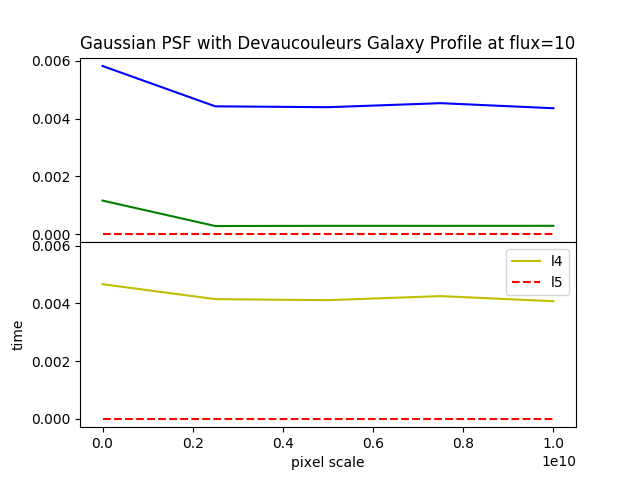 Gaussian PSF with Devaucouleurs Galaxy Profile at flux=10
0.006
0.004
0.002
0.000
0.006
0.004
0.002
0.000
time
l4
l5
0.0
0.2
0.4
0.6
0.8
1.0
1e10
pixel scale